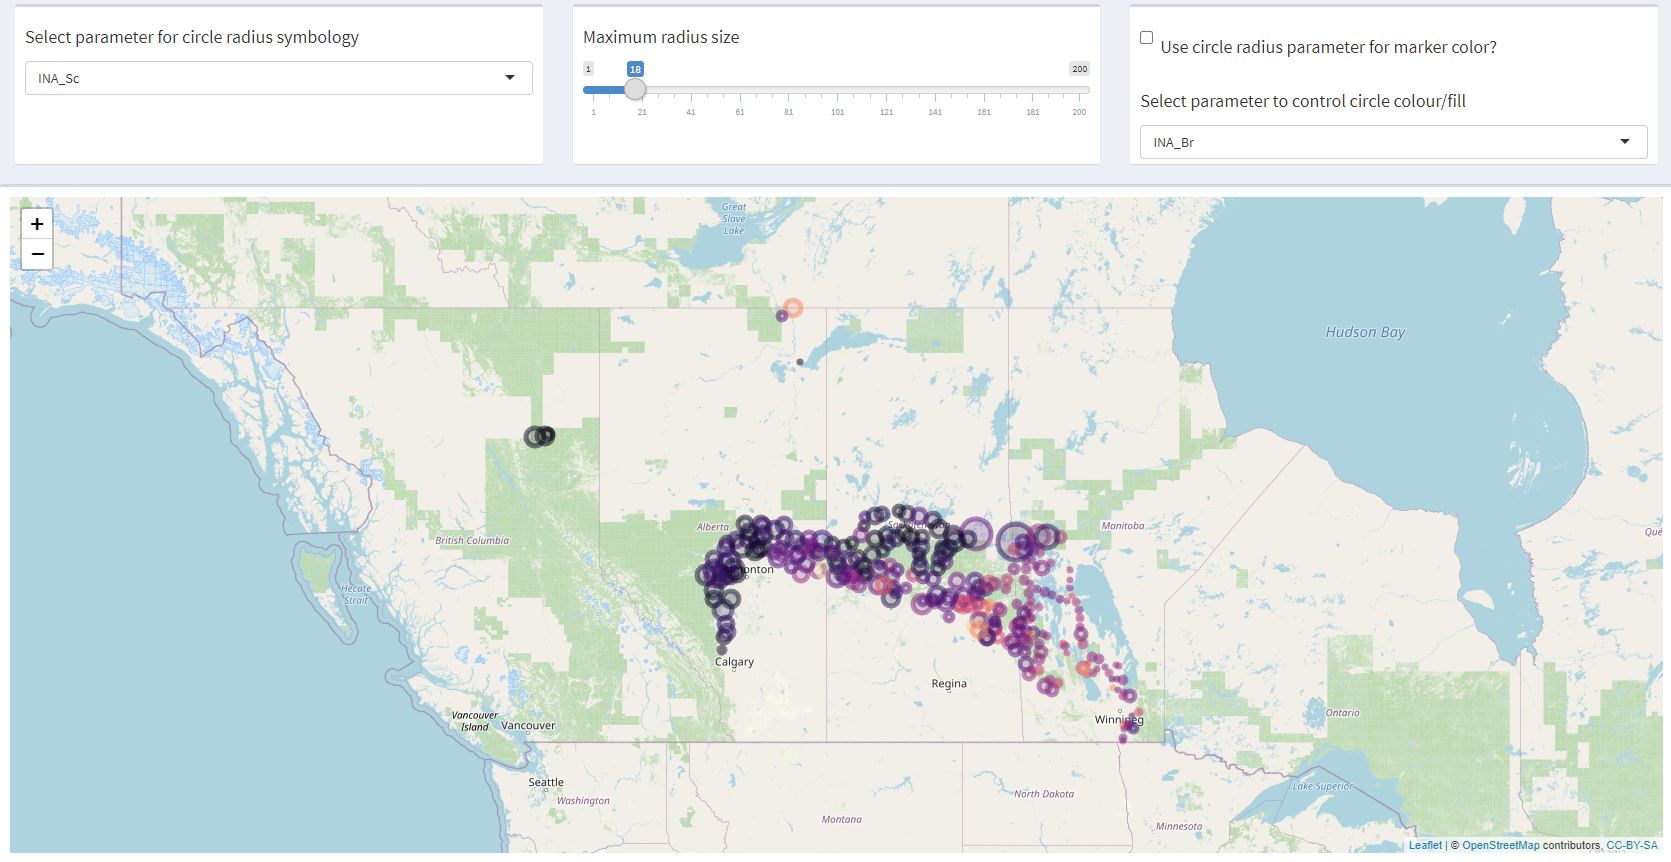 Select parameter for circle radius symbology
INA_Sc
Maximum radius size
1 18 200
1 21 41 61 81 101 121 141 161 181 200
Use circle radius parameter for marker color?
Select parameter to control circle colour/fill
INA_Br
+
−
Great
Slave
Lake
Hudson Bay
Alberta
Saskatchewan
Manitoba
British Columbia
monton
Hecate
Strait
Calgary
Regina
Ontario
Winnipeg
Vancouver
Island
Vancouver
Seattle
Washington
North Dakota
Lake Superior
Montana
Minnesota
Leaflet | © OpenStreetMap contributors, CC-BY-SA